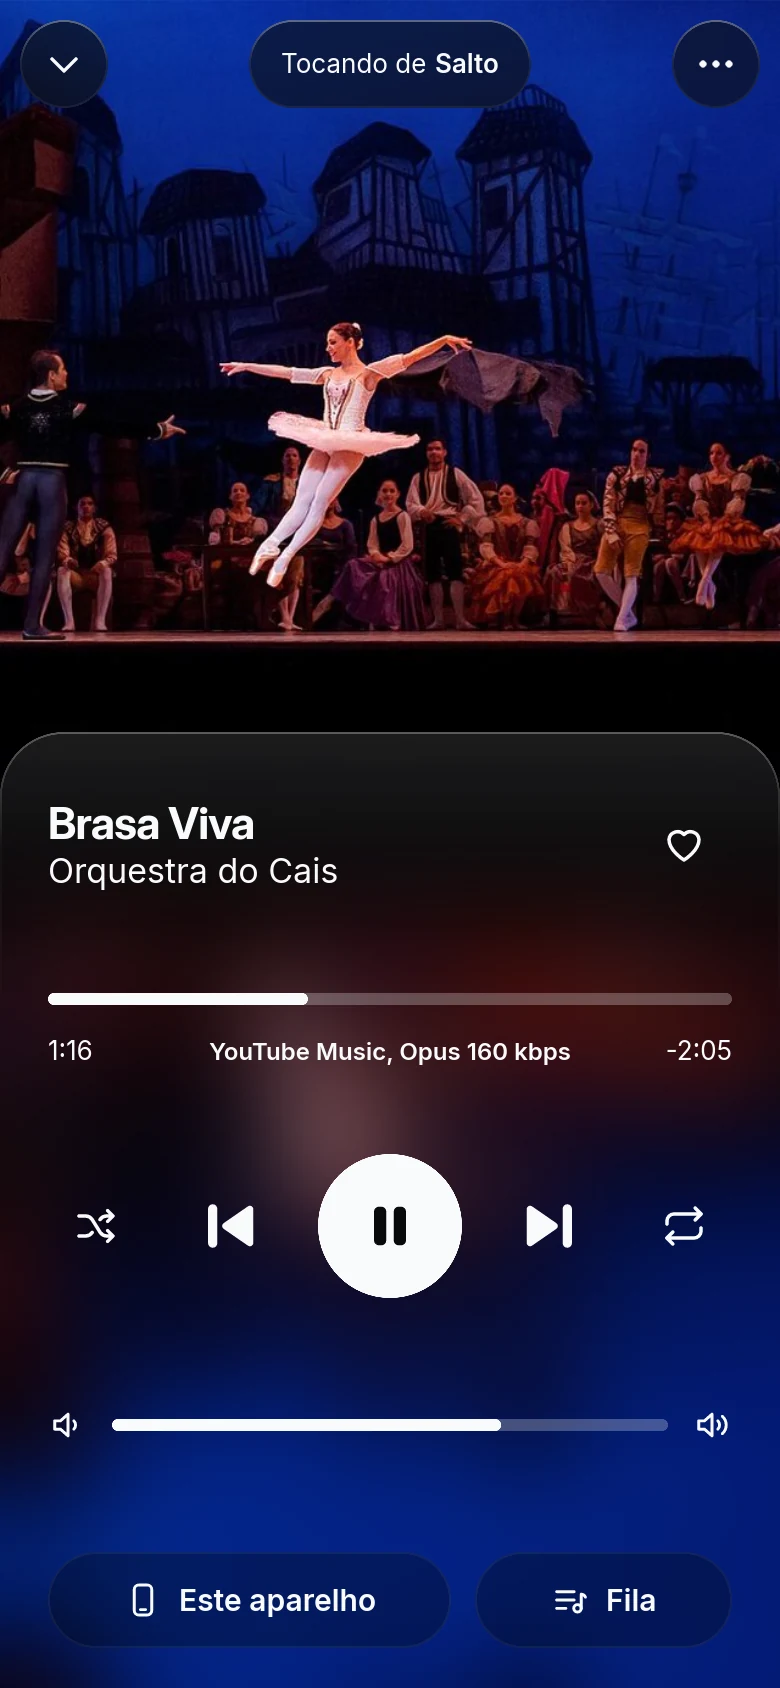 Tocando de Salto
Brasa Viva
Orquestra do Cais
1:16
YouTube Music, Opus 160 kbps
-2:05
Este aparelho
Fila